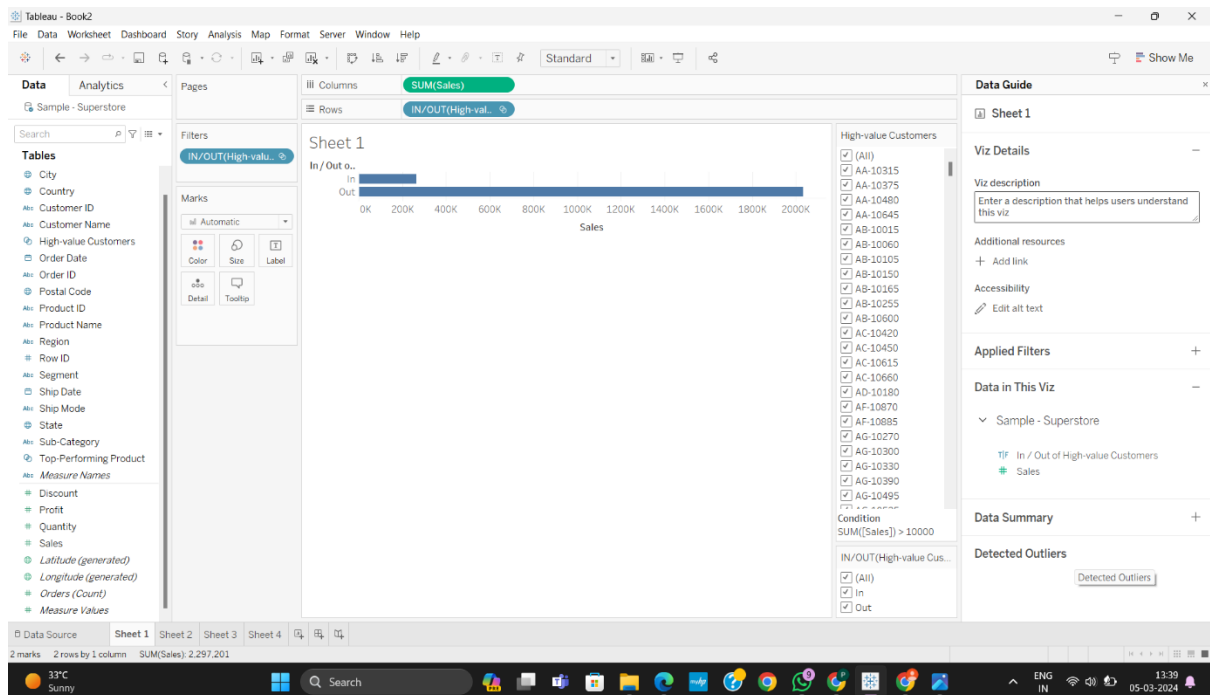 Tableau - Book2
File Data Worksheet Dashboard Story Analysis Map Format Server Window Help
Standard
Show Me
Data Analytics
Sample - Superstore
Search
Tables
City
Country
Abc Customer ID
Abc Customer Name
High-value Customers
Order Date
Abc Order ID
Postal Code
Abc Product ID
Abc Product Name
Abc Region
# Row ID
Abc Segment
Ship Date
Abc Ship Mode
State
Abc Sub-Category
Top-Performing Product
Abc Measure Names
# Discount
# Profit
# Quantity
# Sales
Latitude (generated)
Longitude (generated)
# Orders (Count)
# Measure Values
Pages
Filters
IN/OUT(High-valu..
Marks
Automatic
Color Size Label
Detail Tooltip
Columns SUM(Sales)
Rows IN/OUT(High-val..
Sheet 1
In / Out o..
In
Out
0K 200K 400K 600K 800K 1000K 1200K 1400K 1600K 1800K 2000K
Sales
High-value Customers
(All)
AA-10315
AA-10375
AA-10480
AA-10645
AB-10015
AB-10060
AB-10105
AB-10150
AB-10165
AB-10255
AB-10600
AC-10420
AC-10450
AC-10615
AC-10660
AD-10180
AF-10870
AF-10885
AG-10270
AG-10300
AG-10330
AG-10390
AG-10495
Condition
SUM([Sales]) > 10000
IN/OUT(High-value Cus...
(All)
In
Out
Data Guide
Sheet 1
Viz Details
Viz description
Enter a description that helps users understand
this viz
Additional resources
Add link
Accessibility
Edit alt text
Applied Filters
Data in This Viz
Sample - Superstore
T|F In / Out of High-value Customers
# Sales
Data Summary
Detected Outliers
Detected Outliers
Data Source Sheet 1 Sheet 2 Sheet 3 Sheet 4
2 marks 2 rows by 1 column SUM(Sales): 2,297,201
33°C
Sunny
Search
9
ENG
IN
13:39
05-03-2024